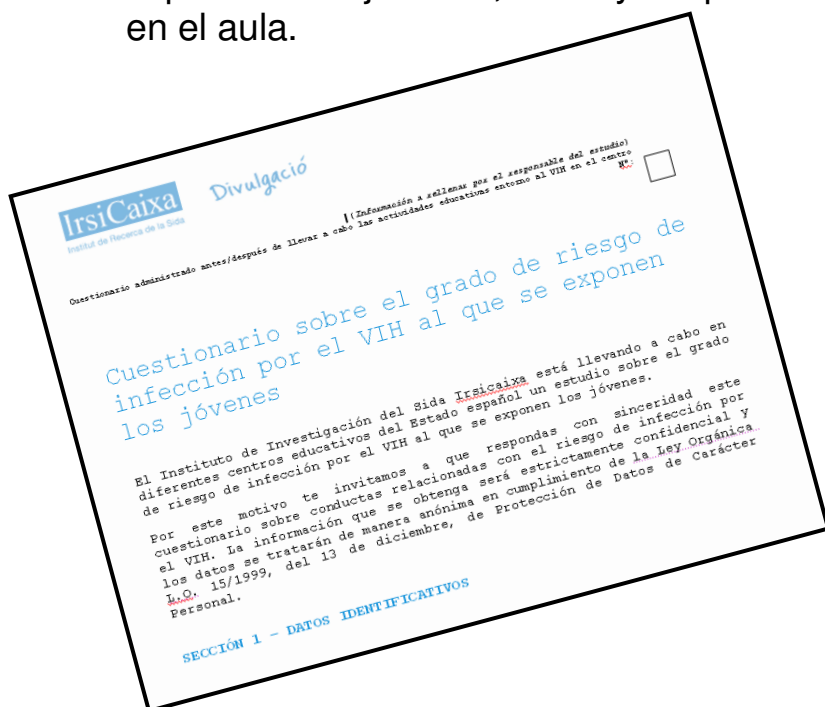 en el aula.
IrsiCaixa
Institut de Recerca de la Sida
Divulgació
(Información a rellenar por el responsable del estudio)
Cuestionario administrado antes/después de llevar a cabo las actividades educativas entorno al VIH en el centro
Nº:
Cuestionario sobre el grado de riesgo de
infección por el VIH al que se exponen
los jóvenes
El Instituto de Investigación del Sida Irsicaixa está llevando a cabo en
diferentes centros educativos del Estado español un estudio sobre el grado
de riesgo de infección por el VIH al que se exponen los jóvenes.
Por este motivo te invitamos a que respondas con sinceridad este
cuestionario sobre conductas relacionadas con el riesgo de infección por
el VIH. La información que se obtenga será estrictamente confidencial y
los datos se tratarán de manera anónima en cumplimiento de la Ley Orgánica
L.O. 15/1999, del 13 de diciembre, de Protección de Datos de Carácter
Personal.
SECCIÓN 1 - DATOS IDENTIFICATIVOS